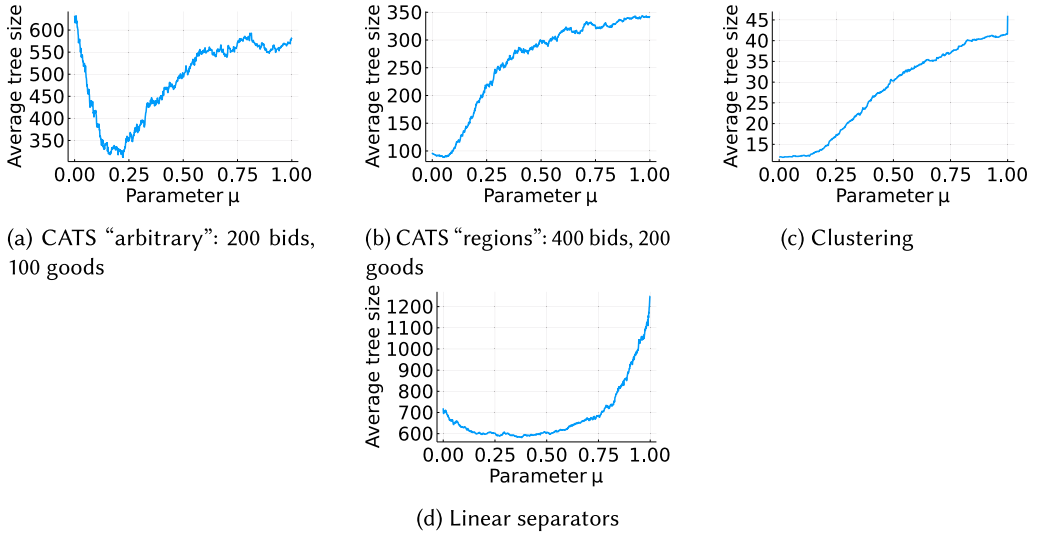 Average tree size
600
550
500
450
400
350
0.00 0.25 0.50 0.75 1.00
Parameter μ
(a) CATS “arbitrary”: 200 bids,
100 goods
Average tree size
350
300
250
200
150
100
0.00 0.25 0.50 0.75 1.00
Parameter μ
(b) CATS “regions”: 400 bids, 200
goods
Average tree size
45
40
35
30
25
20
15
0.00 0.25 0.50 0.75 1.00
Parameter μ
(c) Clustering
Average tree size
1200
1100
1000
900
800
700
600
0.00 0.25 0.50 0.75 1.00
Parameter μ
(d) Linear separators